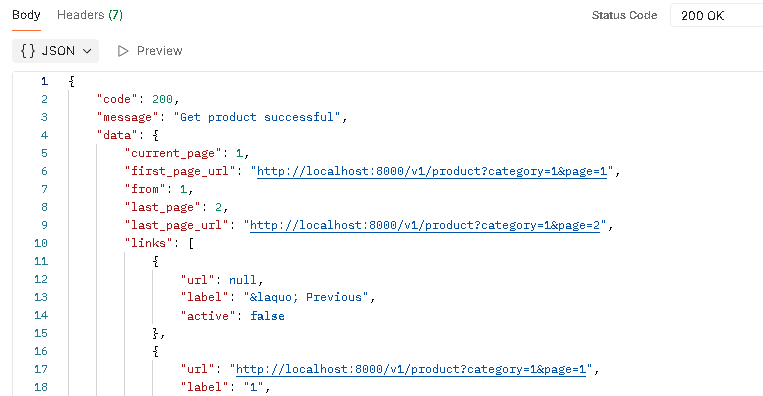 Body Headers (7) Status Code 200 OK
{} JSON Preview
1 {
2 "code": 200,
3 "message": "Get product successful",
4 "data": {
5 "current_page": 1,
6 "first_page_url": "http://localhost:8000/v1/product?category=1&page=1",
7 "from": 1,
8 "last_page": 2,
9 "last_page_url": "http://localhost:8000/v1/product?category=1&page=2",
10 "links": [
11 {
12 "url": null,
13 "label": "&laquo; Previous",
14 "active": false
15 },
16 {
17 "url": "http://localhost:8000/v1/product?category=1&page=1",
18 "label": "1",